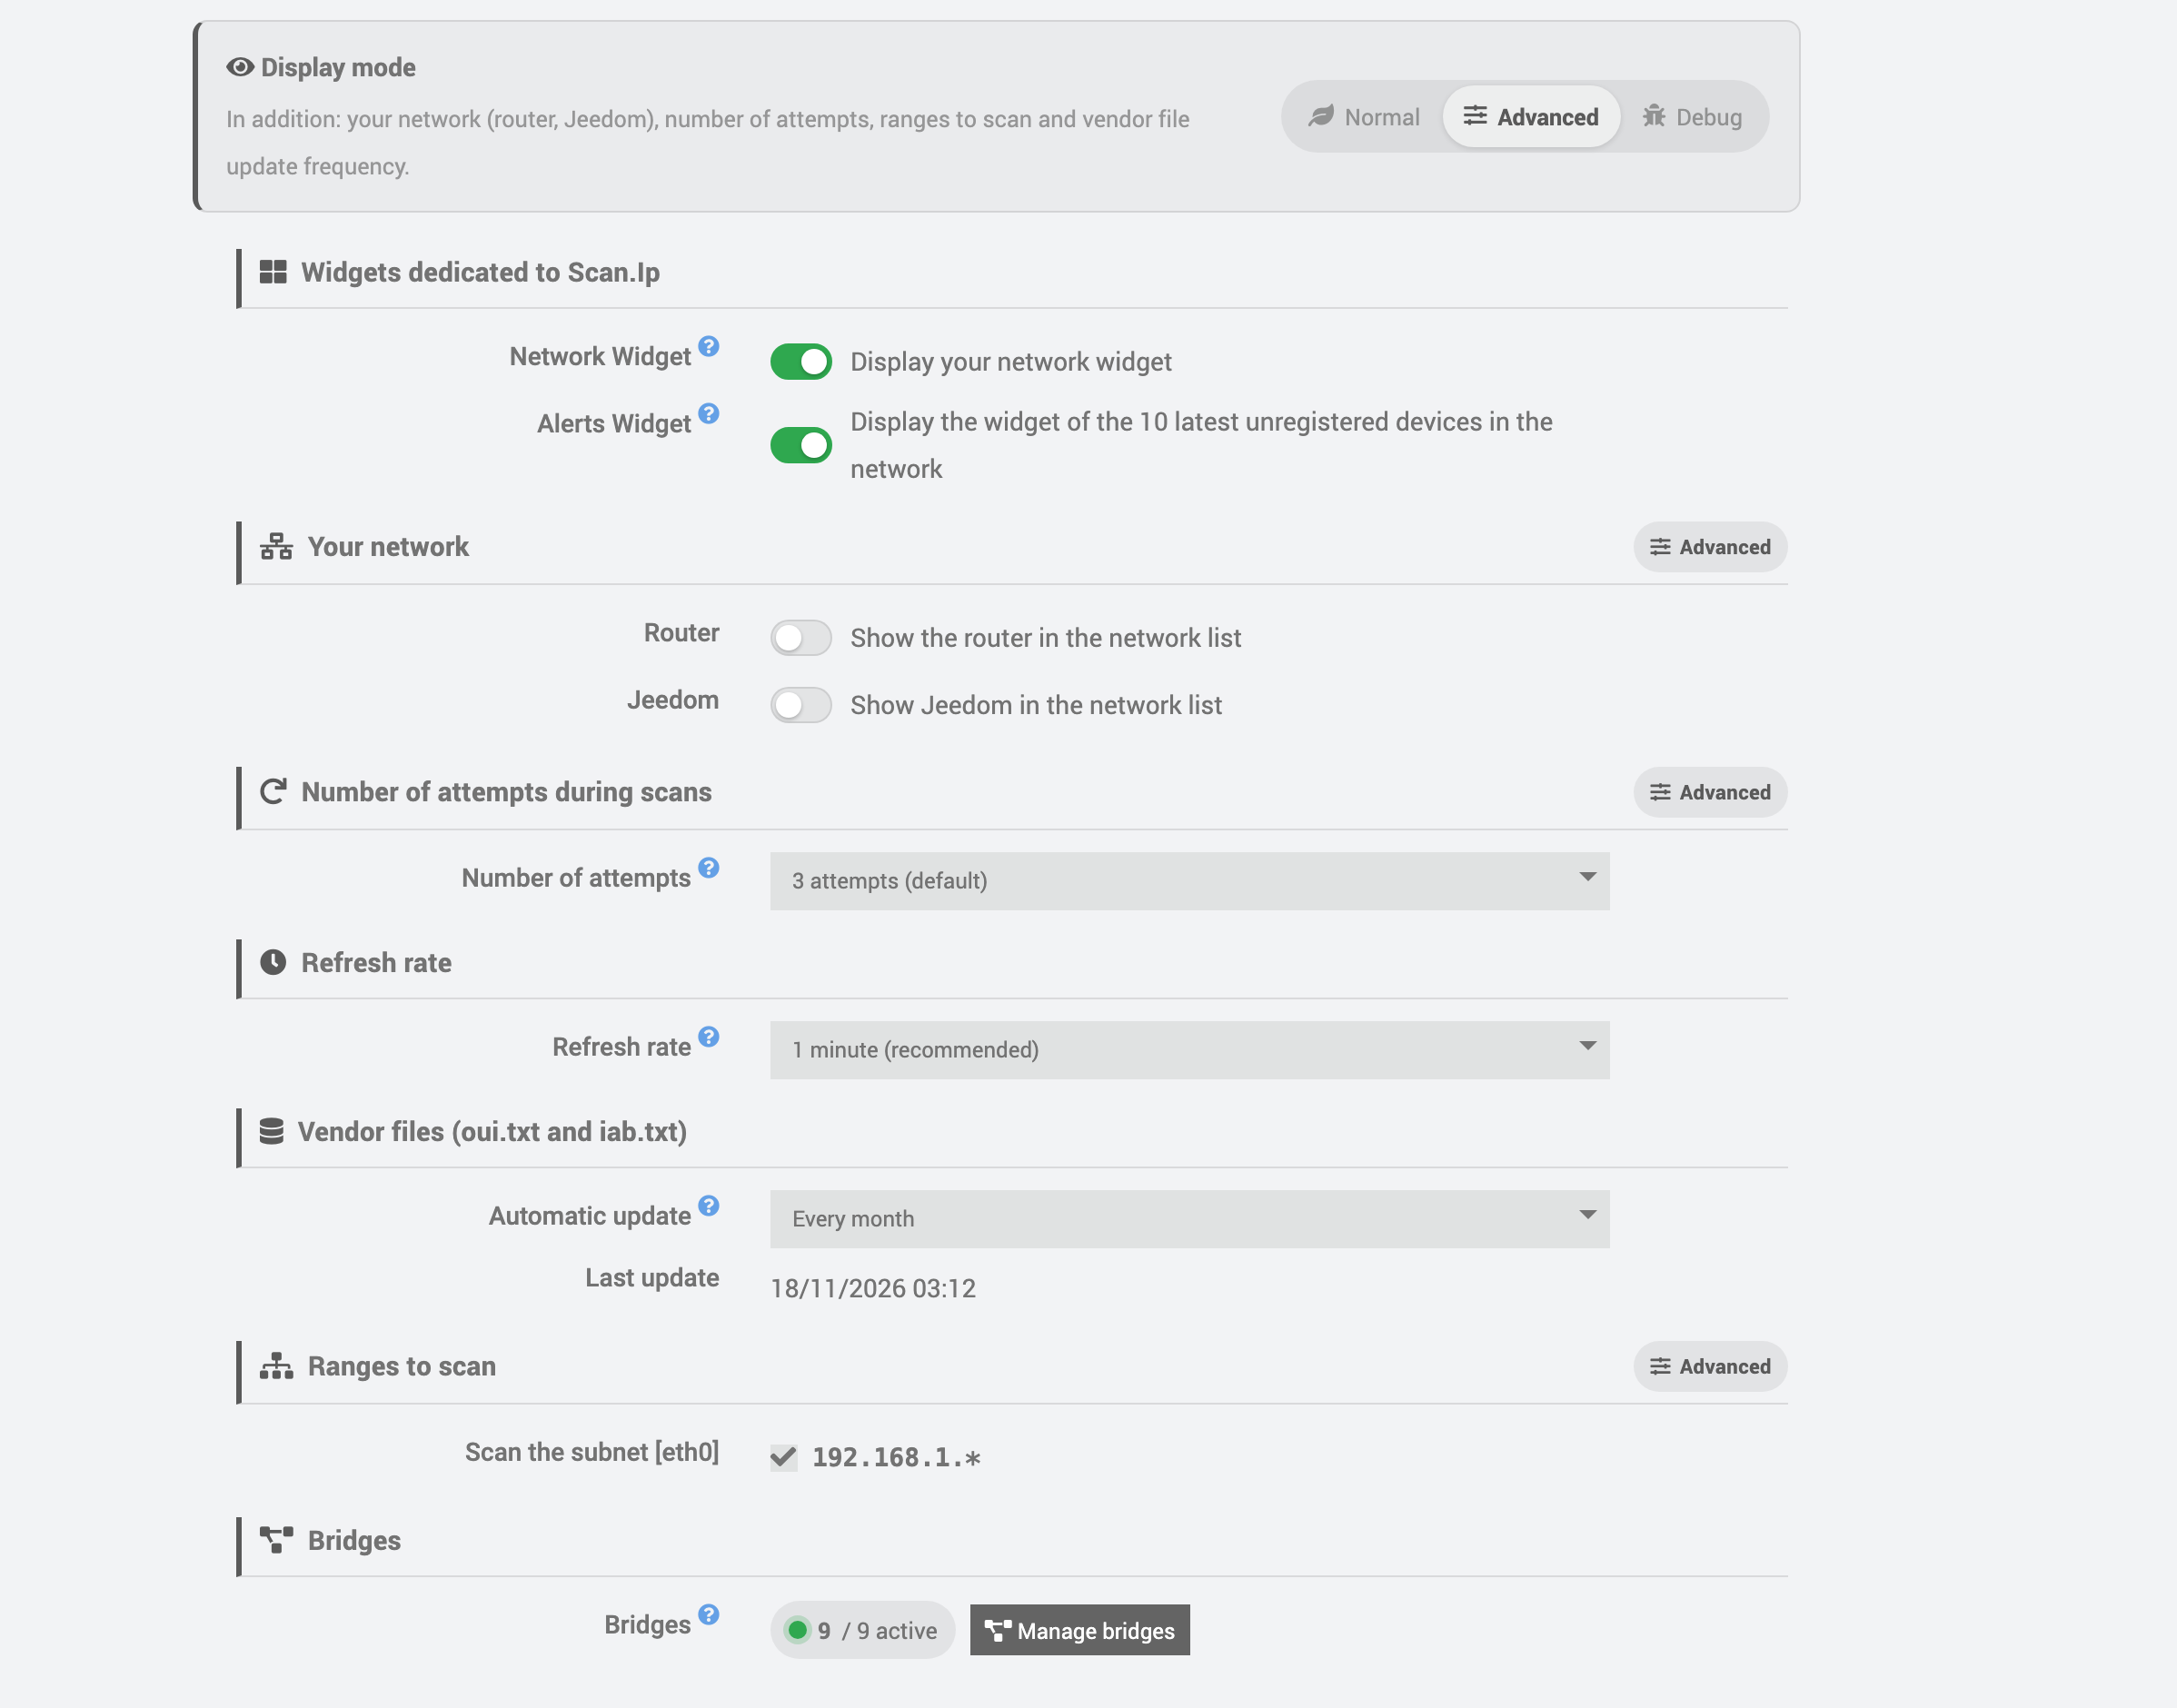 Display mode
In addition: your network (router, Jeedom), number of attempts, ranges to scan and vendor file
update frequency.
Normal
Advanced
Debug
Widgets dedicated to Scan.Ip
Network Widget ?
Display your network widget
Alerts Widget ?
Display the widget of the 10 latest unregistered devices in the
network
Your network
Advanced
Router
Show the router in the network list
Jeedom
Show Jeedom in the network list
Number of attempts during scans
Advanced
Number of attempts ?
3 attempts (default)
Refresh rate
Refresh rate ?
1 minute (recommended)
Vendor files (oui.txt and iab.txt)
Automatic update ?
Every month
Last update
18/11/2026 03:12
Ranges to scan
Advanced
Scan the subnet [eth0]
192.168.1.*
Bridges
Bridges ?
9 / 9 active
Manage bridges